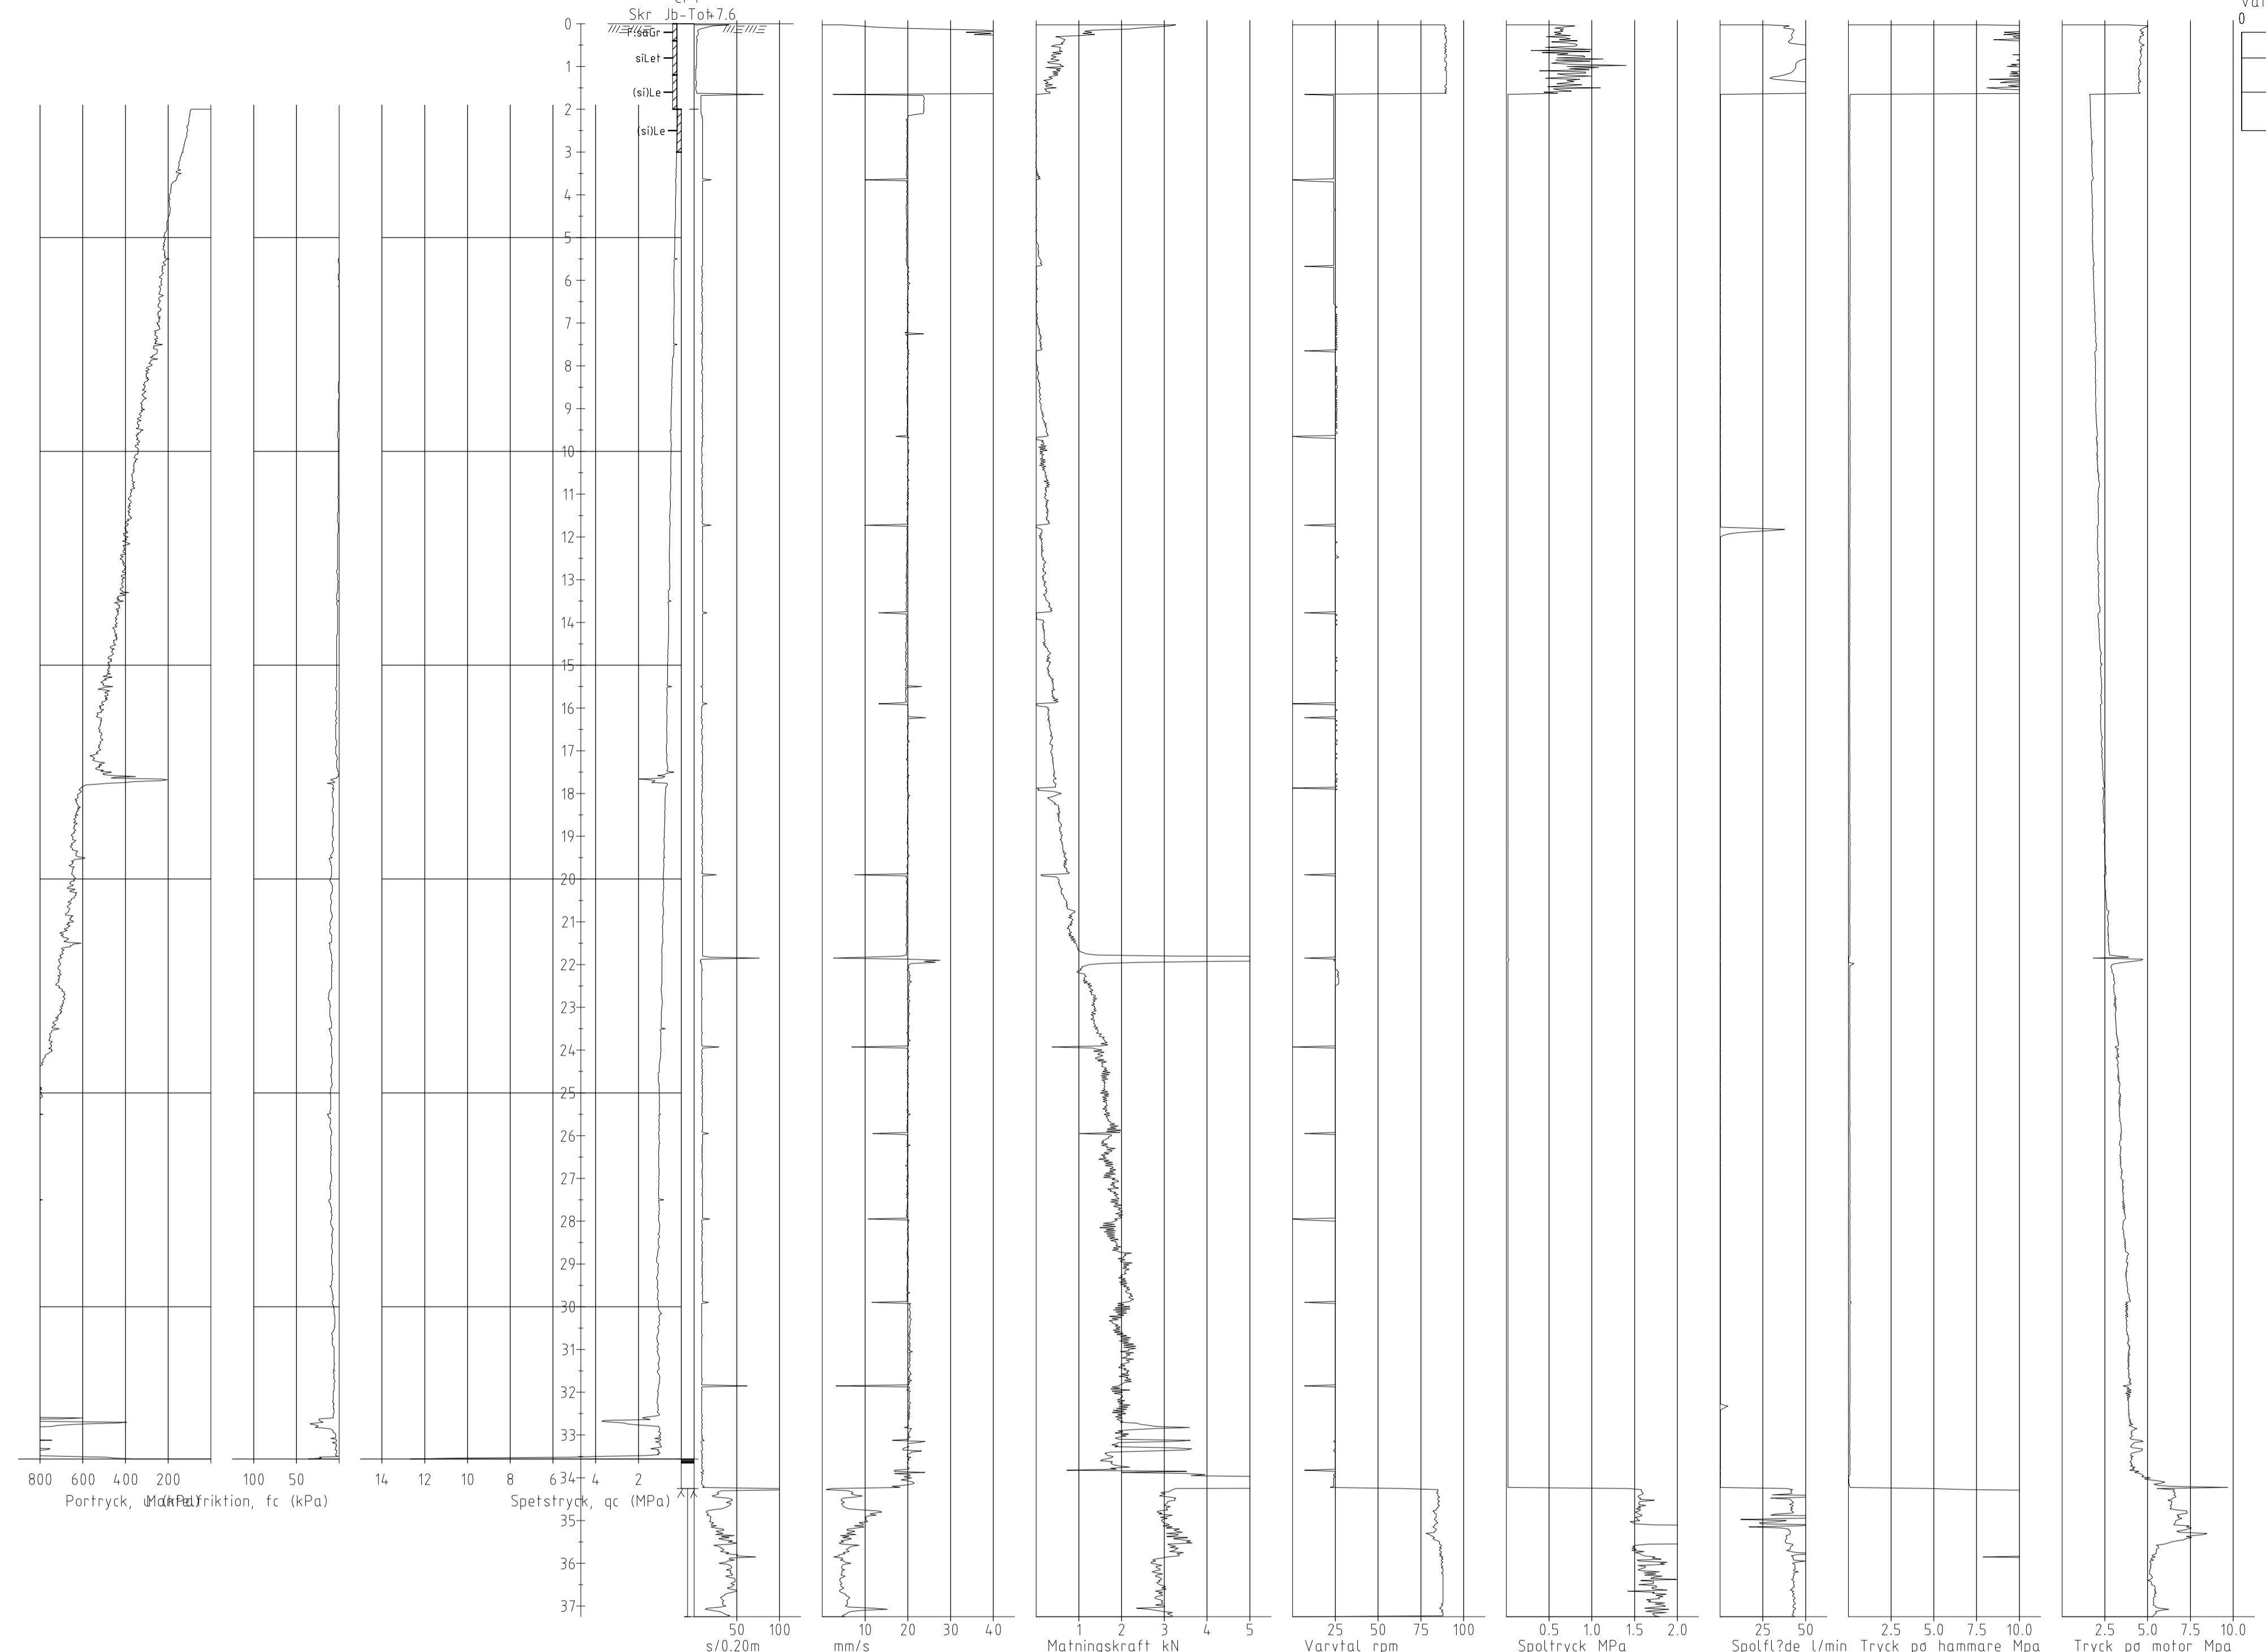 Skr Jb-Tot+7.6
0
F:saGr
siLet
1
(si)Le
2
(si)Le
3
4
5
6
7
8
9
10
11
12
13
14
15
16
17
18
19
20
21
22
23
24
25
26
27
28
29
30
31
32
33
34
35
36
37
800 600 400 200
100 50
14 12 10 8 6 4 2
Portryck, u (kPa)
Mantelfriktion, fc (kPa)
Spetstryck, qc (MPa)
50 100
s/0.20m
10 20 30 40
mm/s
1 2 3 4 5
Matningskraft kN
25 50 75 100
Varvtal rpm
0.5 1.0 1.5 2.0
Spoltryck MPa
25 50
Spolfl?de l/min
2.5 5.0 7.5 10.0
Tryck pø hammare Mpa
2.5 5.0 7.5 10.0
Tryck pø motor Mpa
0